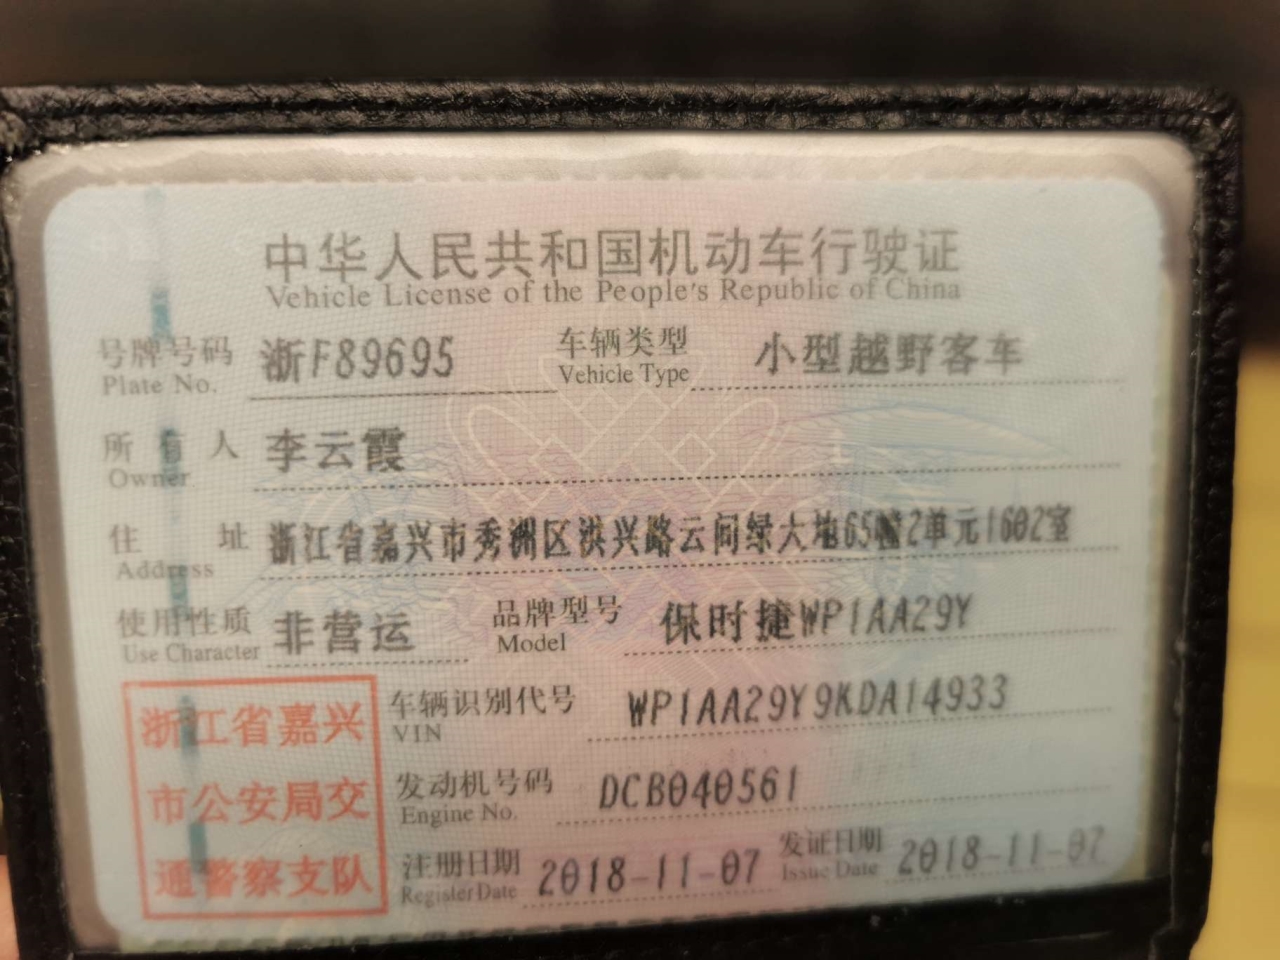 中华人民共和国机动车行驶证
Vehicle License of the People's Republic of China
号牌号码 浙F89695 车辆类型 小型越野客车
Plate No. Vehicle Type
所有人 李云霞
Owner
住址 浙江省嘉兴市秀洲区洪兴路云间绿大地65幢2单元1602室
Address
使用性质 非营运 品牌型号 保时捷WP1AA29Y
Use Character Model
浙江省嘉兴
市公安局交
通警察支队
车辆识别代号 WP1AA29Y9KDA14933
VIN
发动机号码 DCB040561
Engine No.
注册日期 2018-11-07 发证日期 2018-11-07
Register Date Issue Date